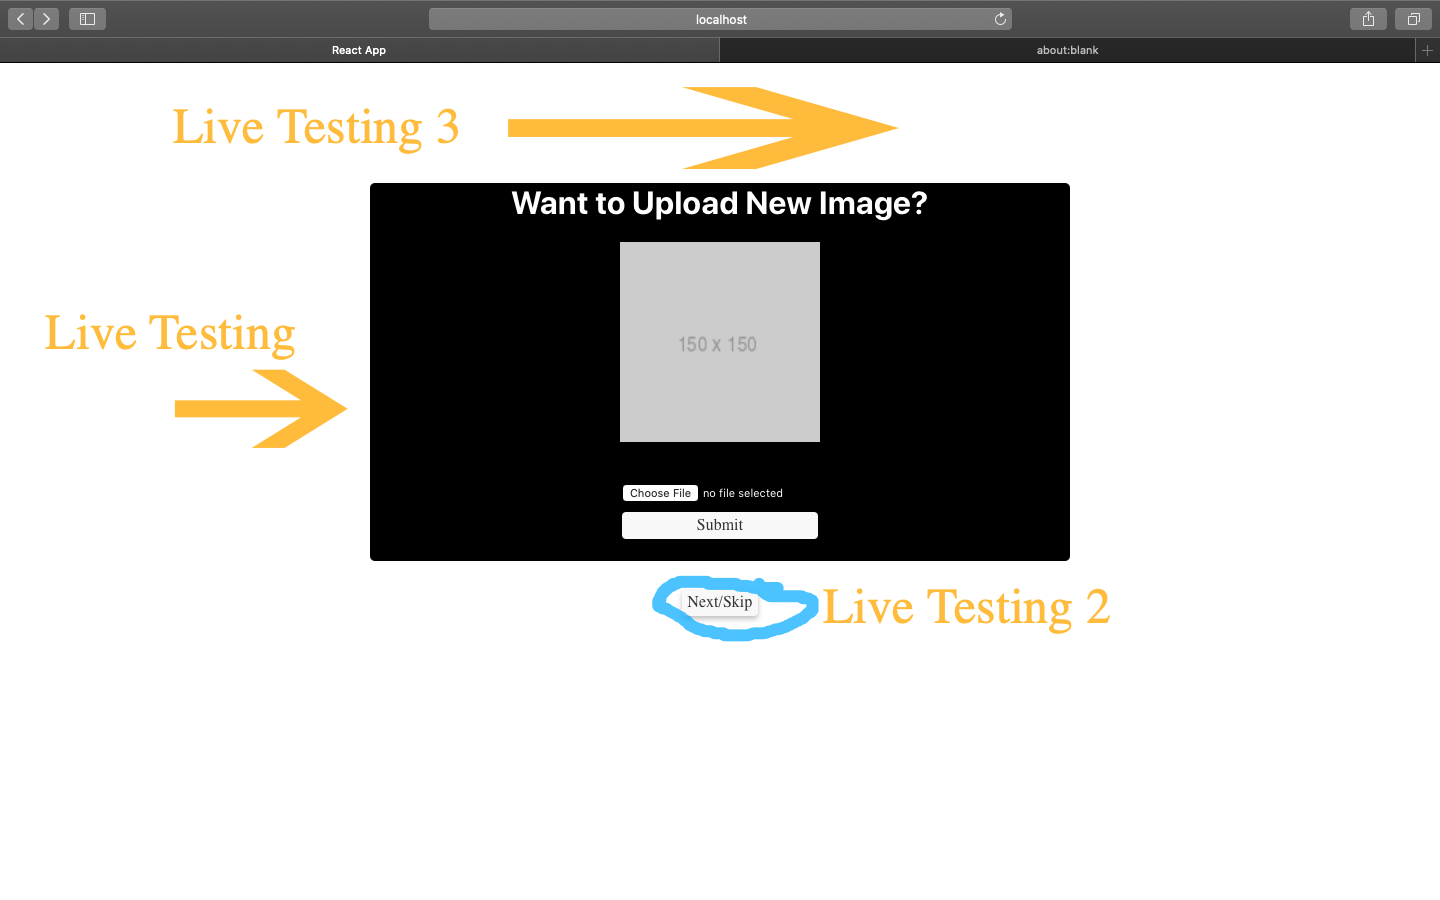 localhost
React App
about:blank
Live Testing 3
Want to Upload New Image?
150 x 150
Live Testing
Choose File no file selected
Submit
Next/Skip
Live Testing 2